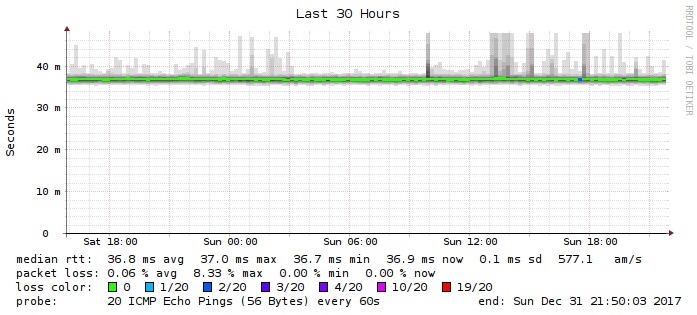 Last 30 Hours
RRDTOOL / TOBI OETIKER
Seconds
40 m
30 m
20 m
10 m
0
Sat 18:00 Sun 00:00 Sun 06:00 Sun 12:00 Sun 18:00
median rtt: 36.8 ms avg 37.0 ms max 36.7 ms min 36.9 ms now 0.1 ms sd 577.1 am/s
packet loss: 0.06 % avg 8.33 % max 0.00 % min 0.00 % now
loss color: 0 1/20 2/20 3/20 4/20 10/20 19/20
probe: 20 ICMP Echo Pings (56 Bytes) every 60s end: Sun Dec 31 21:50:03 2017